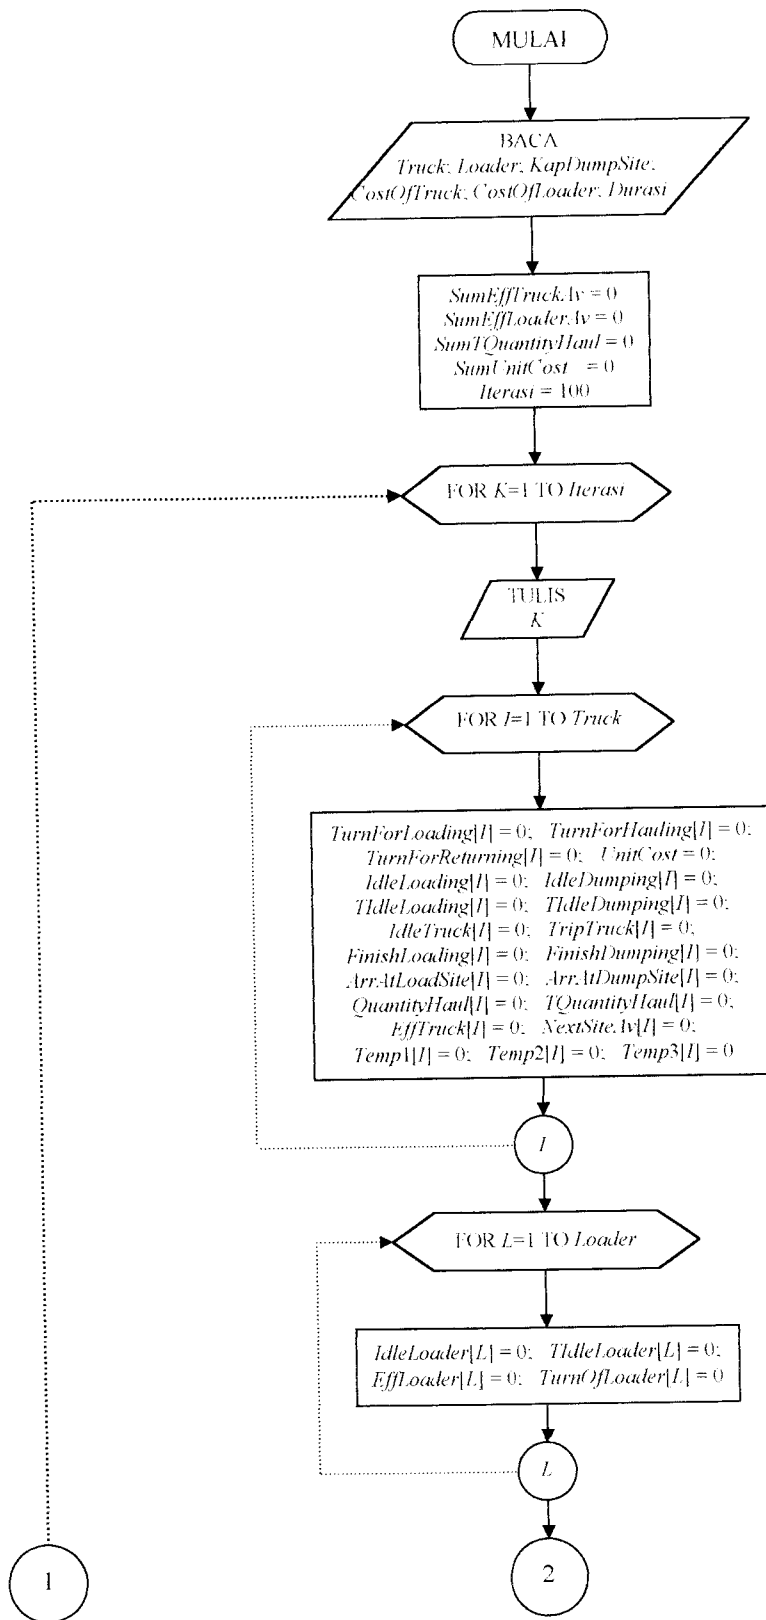 MULAI
BACA
Truck; Loader; KapDumpSite;
CostOfTruck; CostOfLoader; Durasi
SumEffTruckAv = 0
SumEffLoaderAv = 0
SumTQuantityHaul = 0
SumUnitCost = 0
Iterasi = 100
FOR K=1 TO Iterasi
TULIS
K
FOR I=1 TO Truck
TurnForLoading[I] = 0; TurnForHauling[I] = 0;
TurnForReturning[I] = 0; UnitCost = 0;
IdleLoading[I] = 0; IdleDumping[I] = 0;
TIdleLoading[I] = 0; TIdleDumping[I] = 0;
IdleTruck[I] = 0; TripTruck[I] = 0;
FinishLoading[I] = 0; FinishDumping[I] = 0;
ArrAtLoadSite[I] = 0; ArrAtDumpSite[I] = 0;
QuantityHaul[I] = 0; TQuantityHaul[I] = 0;
EffTruck[I] = 0; NextSiteAv[I] = 0;
Temp1[I] = 0; Temp2[I] = 0; Temp3[I] = 0
I
FOR L=1 TO Loader
IdleLoader[L] = 0; TIdleLoader[L] = 0;
EffLoader[L] = 0; TurnOfLoader[L] = 0
L
1
2